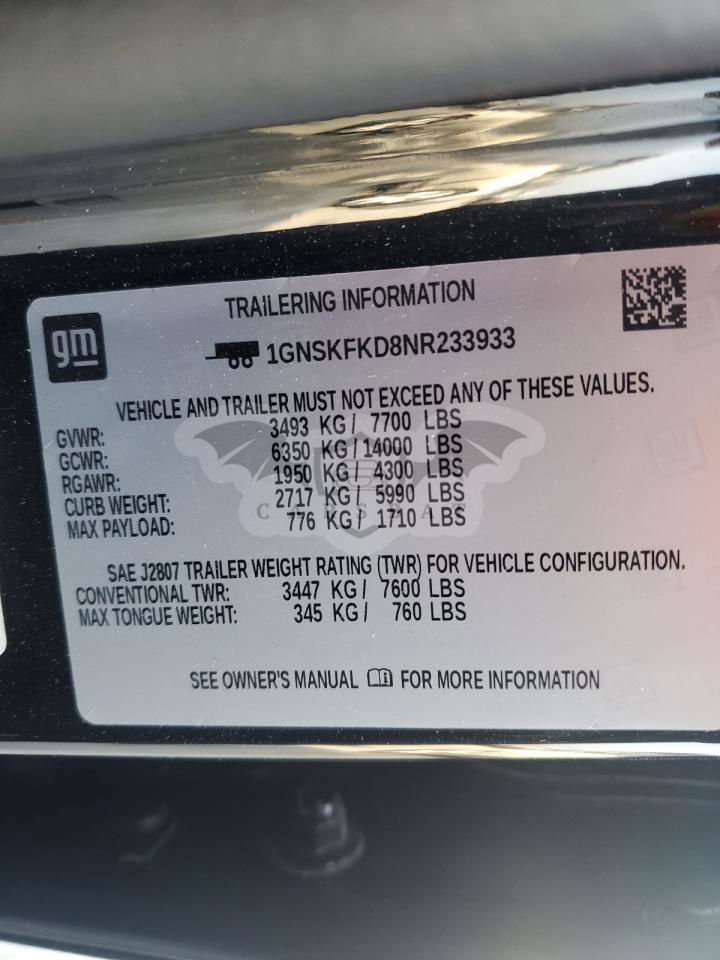 TRAILERING INFORMATION
gm
1GNSKFKD8NR233933
VEHICLE AND TRAILER MUST NOT EXCEED ANY OF THESE VALUES.
GVWR: 3493 KG/ 7700 LBS
GCWR: 6350 KG/ 14000 LBS
RGAWR: 1950 KG/ 4300 LBS
CURB WEIGHT: 2717 KG/ 5990 LBS
MAX PAYLOAD: 776 KG/ 1710 LBS
CARSBAT
SAE J2807 TRAILER WEIGHT RATING (TWR) FOR VEHICLE CONFIGURATION.
CONVENTIONAL TWR: 3447 KG/ 7600 LBS
MAX TONGUE WEIGHT: 345 KG/ 760 LBS
SEE OWNER'S MANUAL FOR MORE INFORMATION